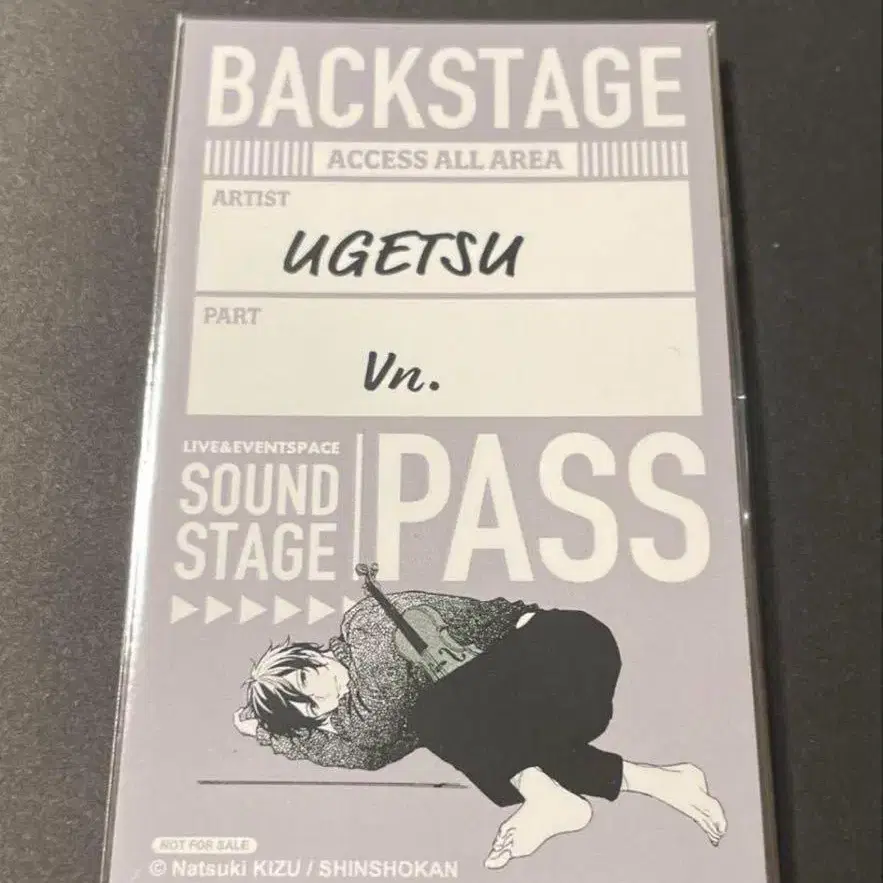 BACKSTAGE
ACCESS ALL AREA
ARTIST
UGETSU
PART
Vn.
LIVE&EVENTSPACE
SOUND
STAGE
PASS
NOT FOR SALE
© Natsuki KIZU / SHINSHOKAN